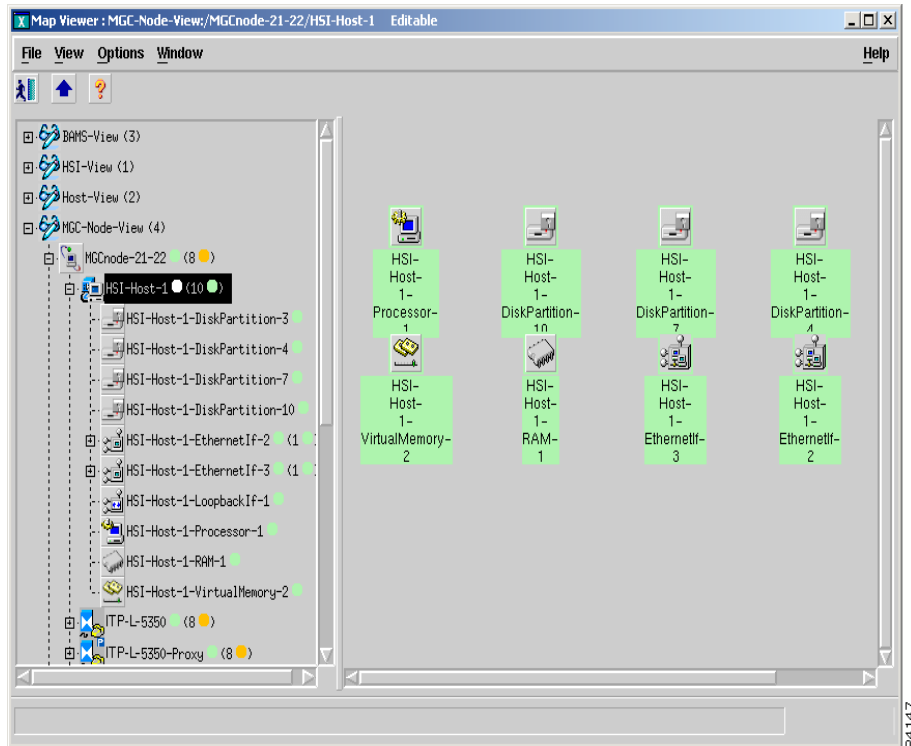 Map Viewer : MGC-Node-View:/MGCnode-21-22/HSI-Host-1 Editable
File View Options Window Help
BAMS-View (3)
HSI-View (1)
Host-View (2)
MGC-Node-View (4)
MGCnode-21-22 (8)
HSI-Host-1 (10)
HSI-Host-1-DiskPartition-3
HSI-Host-1-DiskPartition-4
HSI-Host-1-DiskPartition-7
HSI-Host-1-DiskPartition-10
HSI-Host-1-EthernetIf-2 (1
HSI-Host-1-EthernetIf-3 (1
HSI-Host-1-LoopbackIf-1
HSI-Host-1-Processor-1
HSI-Host-1-RAM-1
HSI-Host-1-VirtualMemory-2
ITP-L-5350 (8)
ITP-L-5350-Proxy (8)
HSI-
Host-
1-
Processor-
1
HSI-
Host-
1-
DiskPartition-
10
HSI-
Host-
1-
DiskPartition-
7
HSI-
Host-
1-
DiskPartition-
4
HSI-
Host-
1-
VirtualMemory-
2
HSI-
Host-
1-
RAM-
1
HSI-
Host-
1-
EthernetIf-
3
HSI-
Host-
1-
EthernetIf-
2